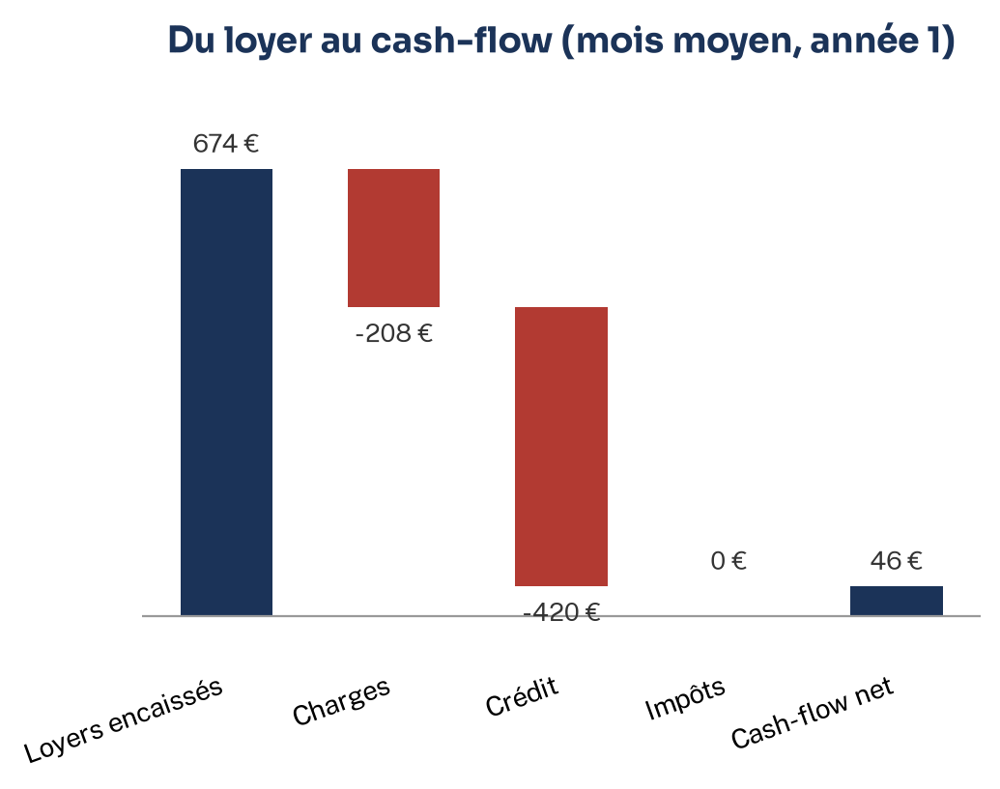 Du loyer au cash-flow (mois moyen, année 1)
674 €
-208 €
-420 €
0 €
46 €
Loyers encaissés
Charges
Crédit
Impôts
Cash-flow net